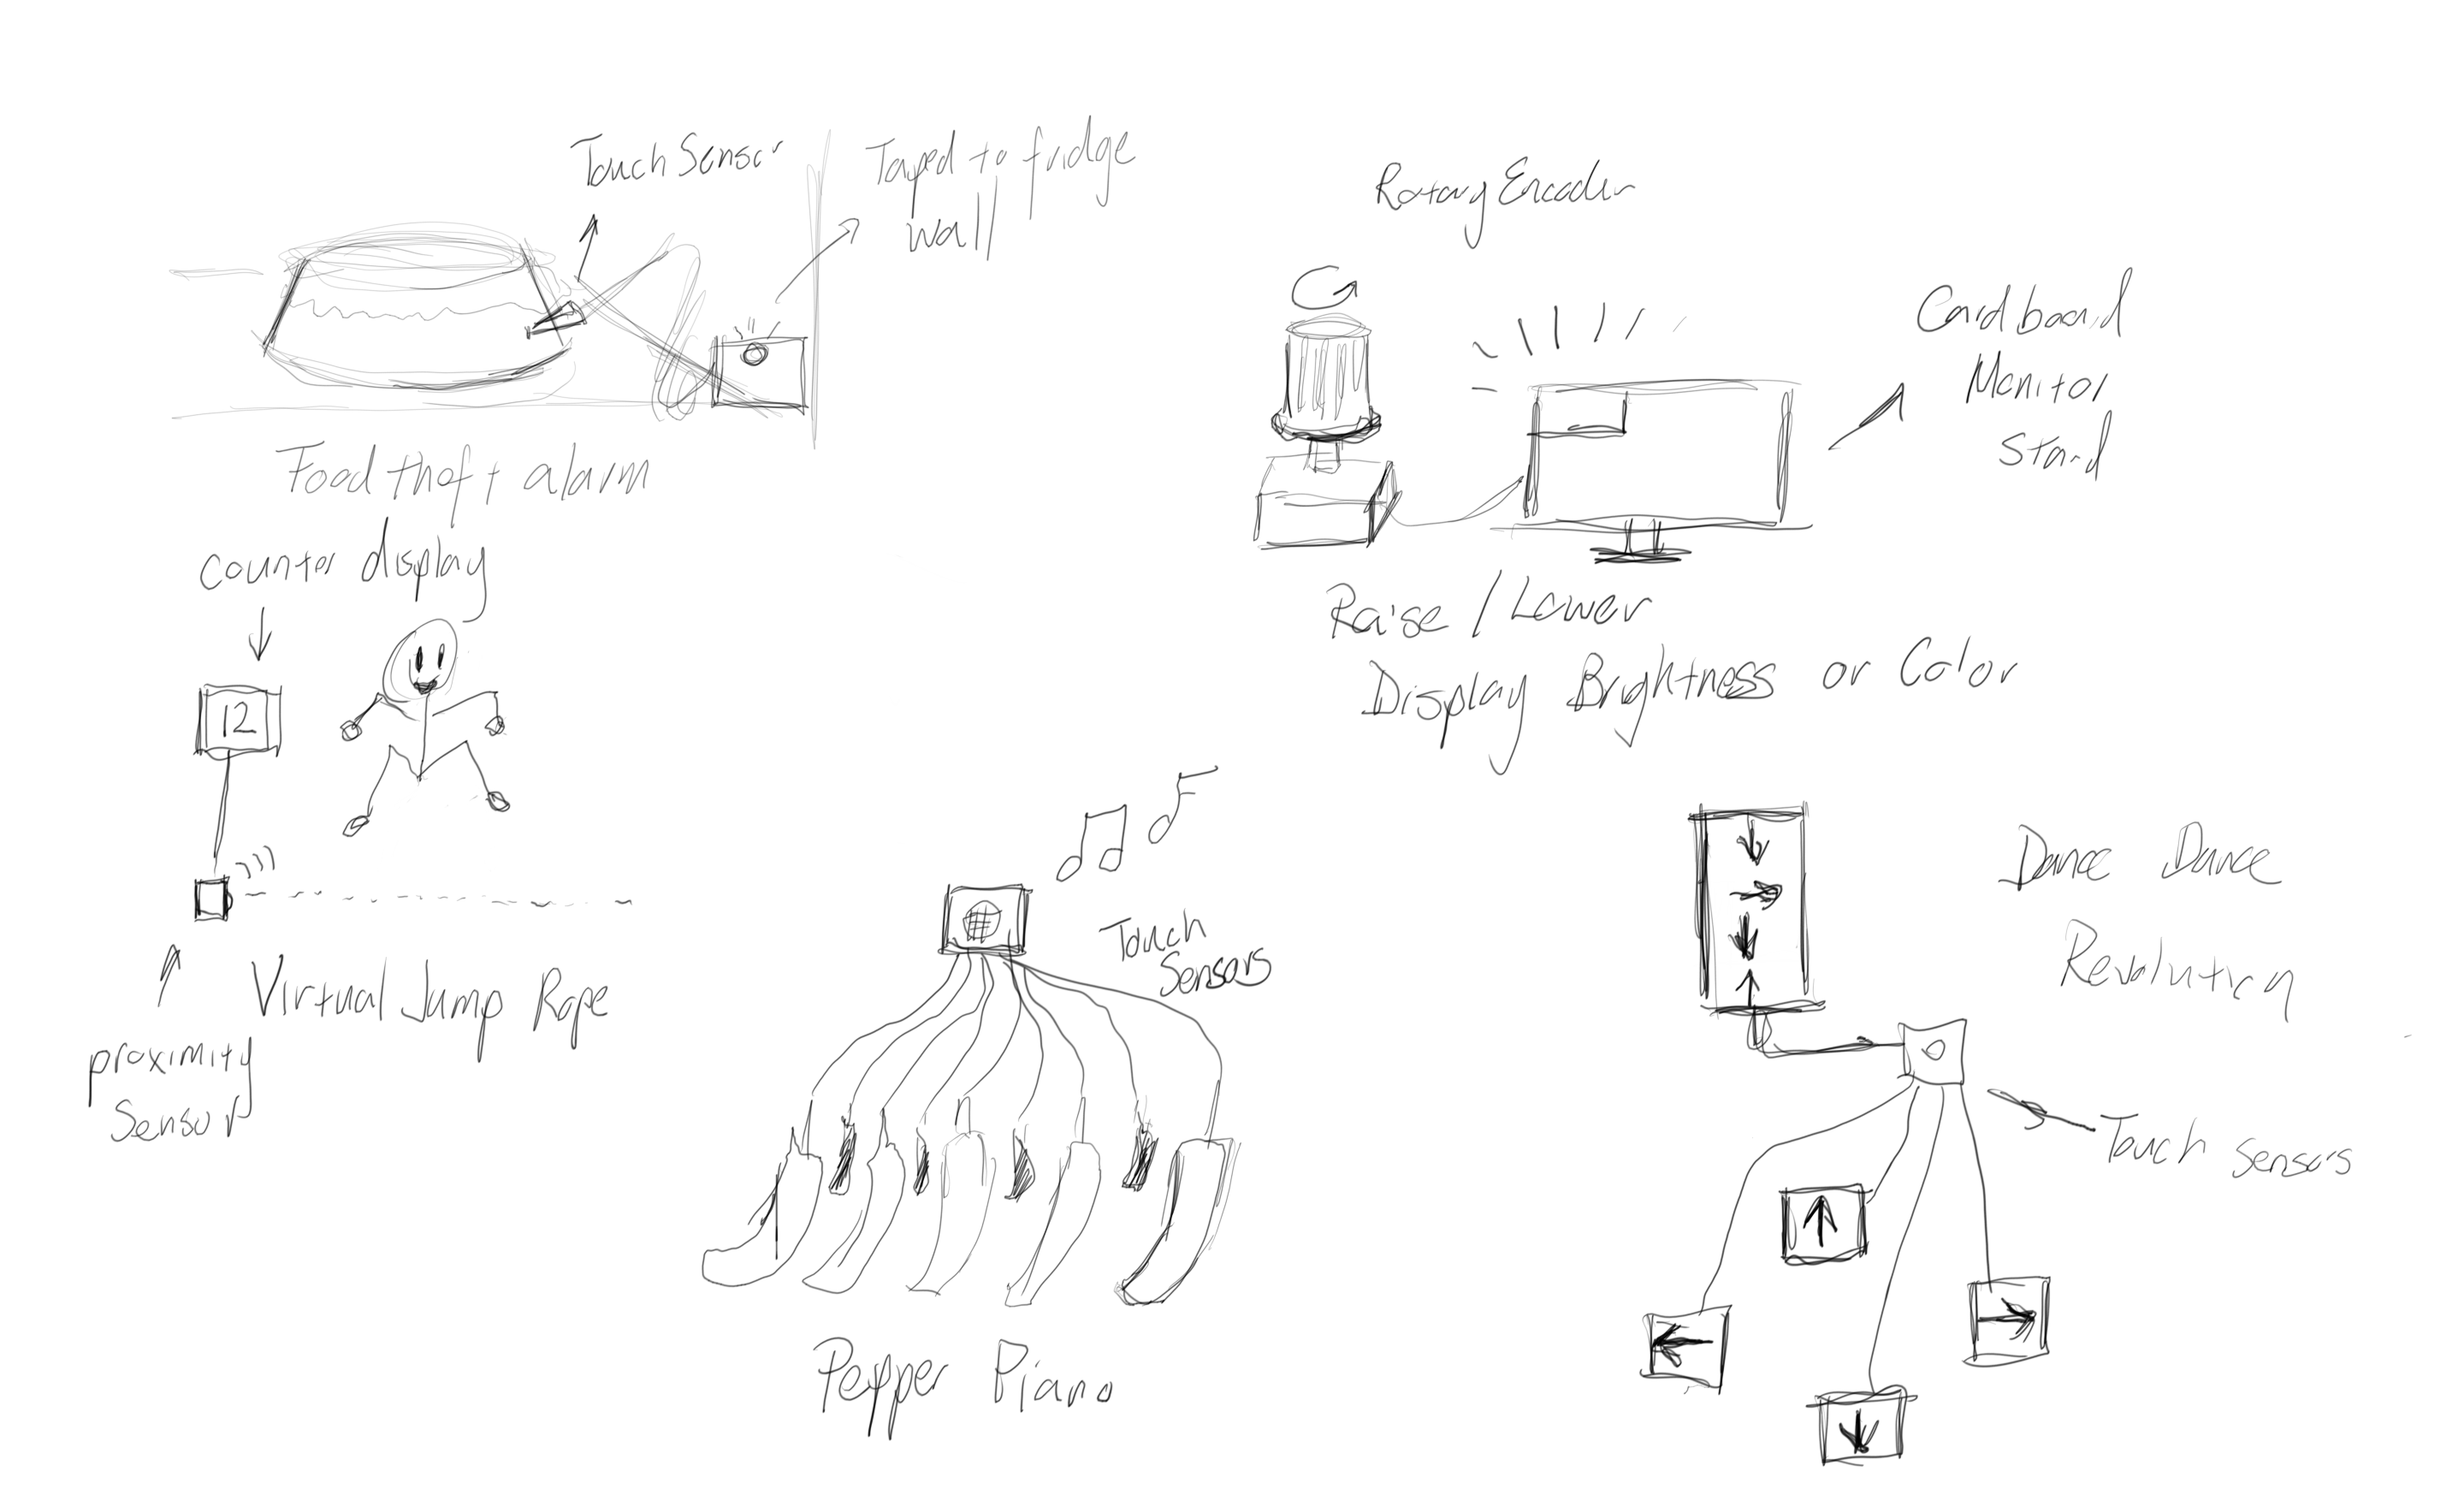 Touch Sensor
Taped to fridge
wall
Food theft alarm
Rotary Encoder
Cardboard
Monitor
Stand
Raise / Lower
Display Brightness or Color
counter display
12
Virtual Jump Rope
proximity
Sensor
Touch
Sensors
Pepper Piano
Dance Dance
Revolution
Touch Sensors